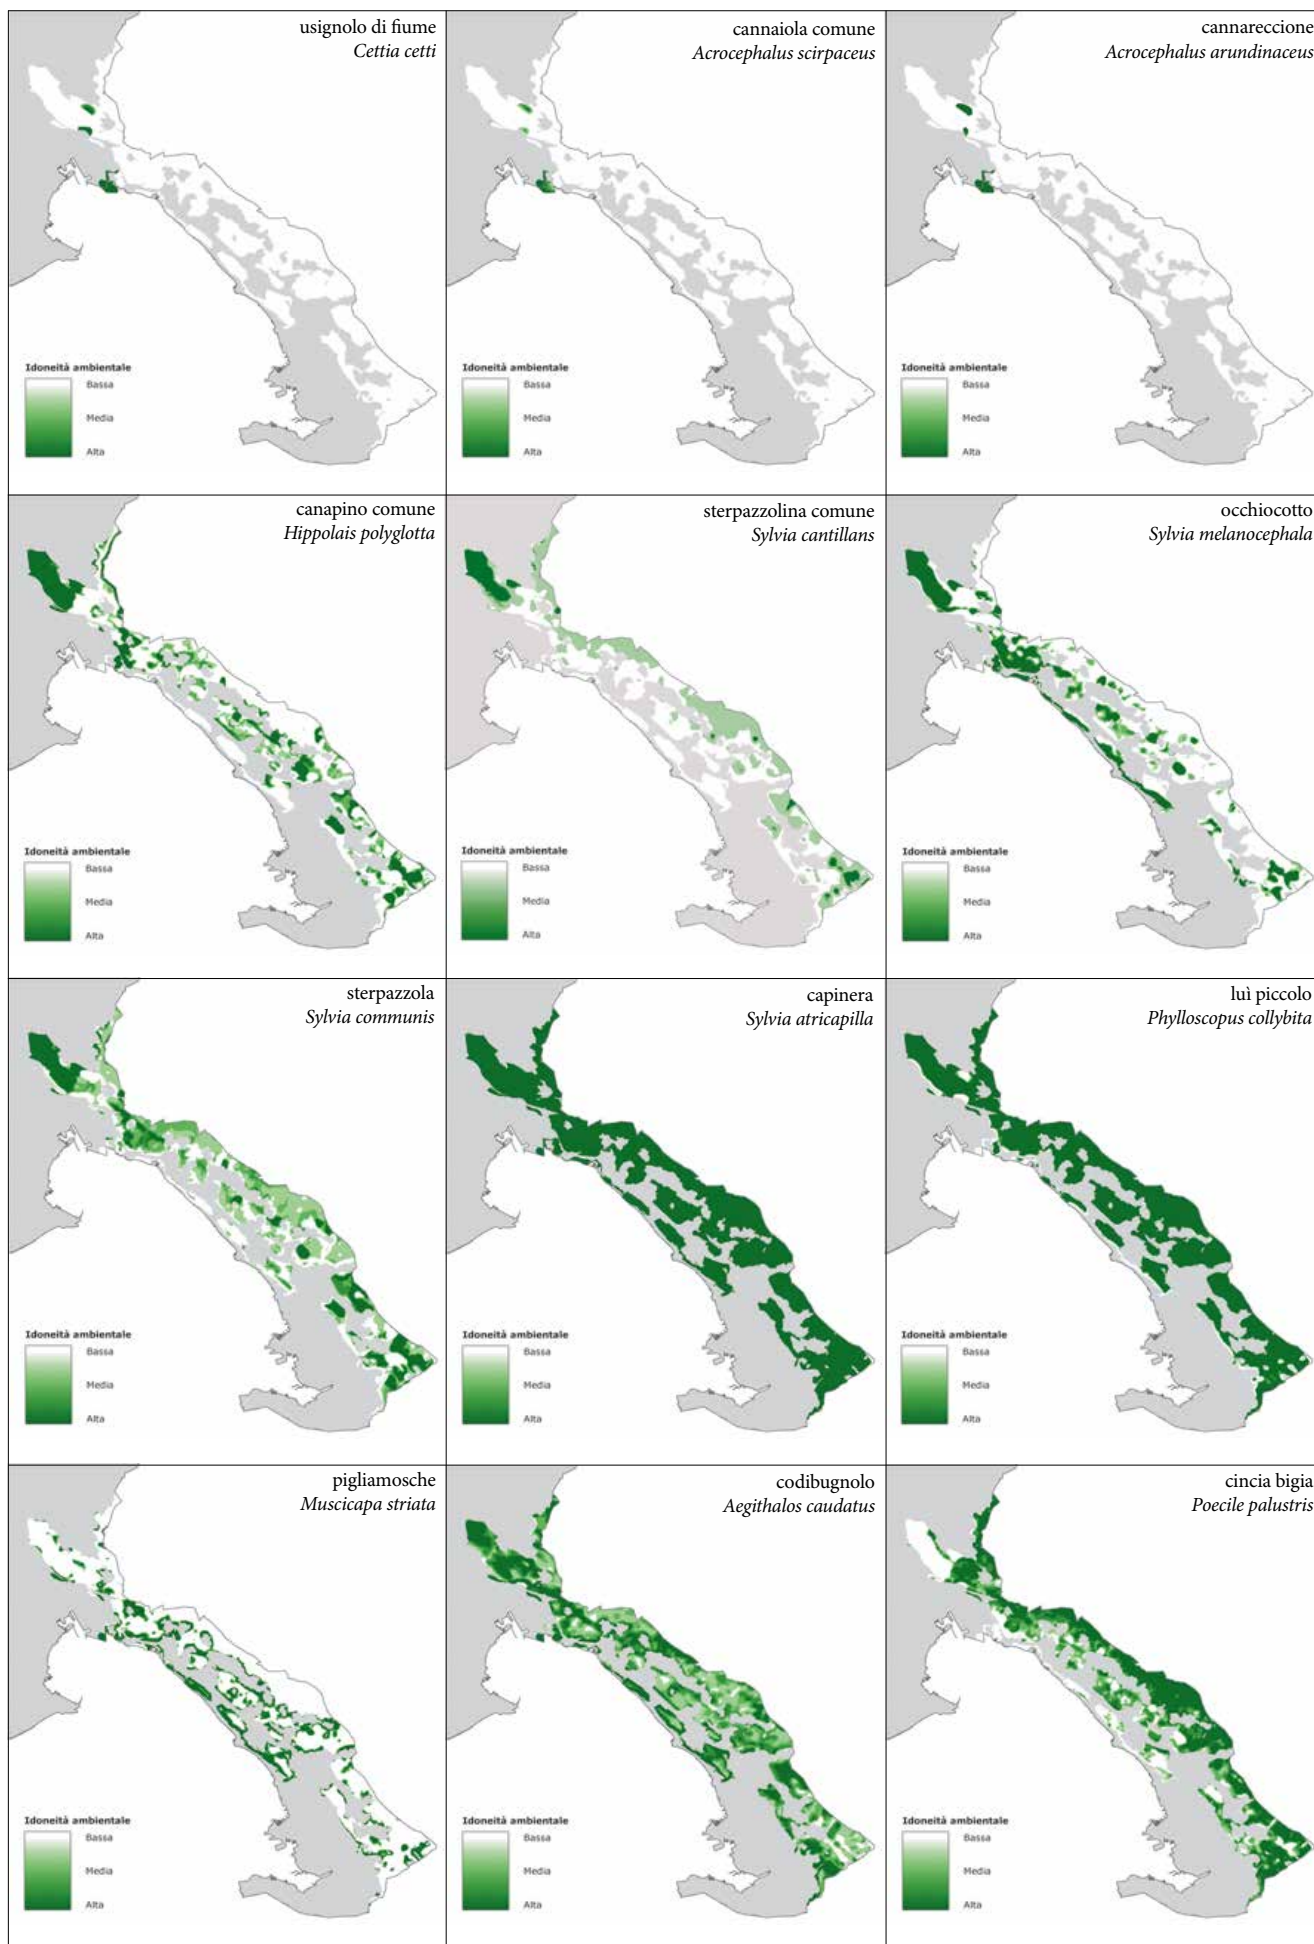 usignolo di fiume
Cettia cetti
Idoneità ambientale
Bassa
Media
Alta
cannaiola comune
Acrocephalus scirpaceus
Idoneità ambientale
Bassa
Media
Alta
cannareccione
Acrocephalus arundinaceus
Idoneità ambientale
Bassa
Media
Alta
canapino comune
Hippolais polyglotta
Idoneità ambientale
Bassa
Media
Alta
sterpazzolina comune
Sylvia cantillans
Idoneità ambientale
Bassa
Media
Alta
occhiocotto
Sylvia melanocephala
Idoneità ambientale
Bassa
Media
Alta
sterpazzola
Sylvia communis
Idoneità ambientale
Bassa
Media
Alta
capinera
Sylvia atricapilla
Idoneità ambientale
Bassa
Media
Alta
luì piccolo
Phylloscopus collybita
Idoneità ambientale
Bassa
Media
Alta
pigliamosche
Muscicapa striata
Idoneità ambientale
Bassa
Media
Alta
codibugnolo
Aegithalos caudatus
Idoneità ambientale
Bassa
Media
Alta
cincia bigia
Poecile palustris
Idoneità ambientale
Bassa
Media
Alta